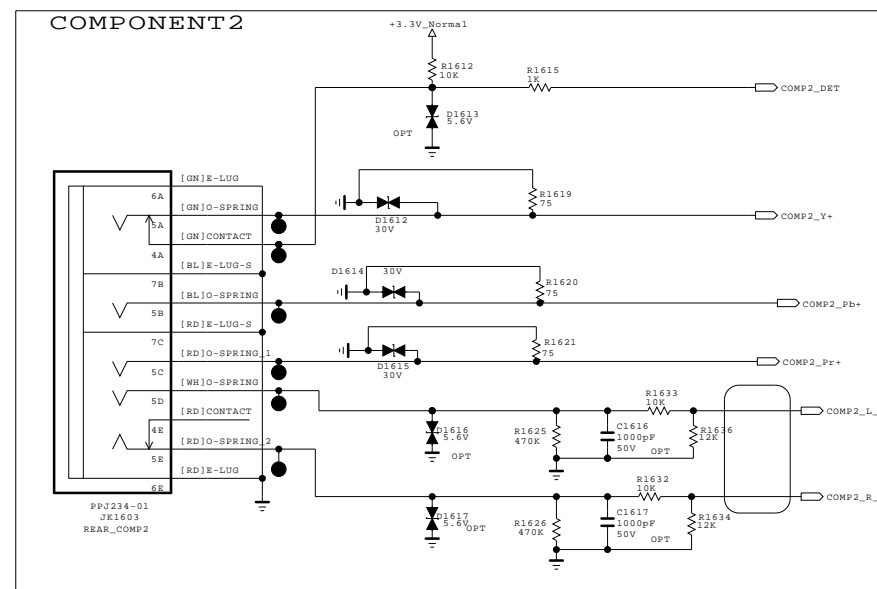 COMPONENT2
+3.3V_Normal
R1612
10K
R1615
1K
COMP2_DET
D1613
5.6V
OPT
[GN]E-LUG
6A
[GN]O-SPRING
5A
[GN]CONTACT
4A
[BL]E-LUG-S
7B
[BL]O-SPRING
5B
[RD]E-LUG-S
7C
[RD]O-SPRING_1
5C
[WH]O-SPRING
5D
[RD]CONTACT
4E
[RD]O-SPRING_2
5E
[RD]E-LUG
6E
PPJ234-01
JK1603
REAR_COMP2
R1619
75
D1612
30V
COMP2_Y+
D1614
30V
R1620
75
COMP2_Pb+
R1621
75
D1615
30V
COMP2_Pr+
D1616
5.6V
OPT
R1625
470K
C1616
1000pF
50V
R1633
10K
OPT
R1636
12K
COMP2_L_
D1617
5.6V
OPT
R1626
470K
C1617
1000pF
50V
R1632
10K
OPT
R1634
12K
COMP2_R_